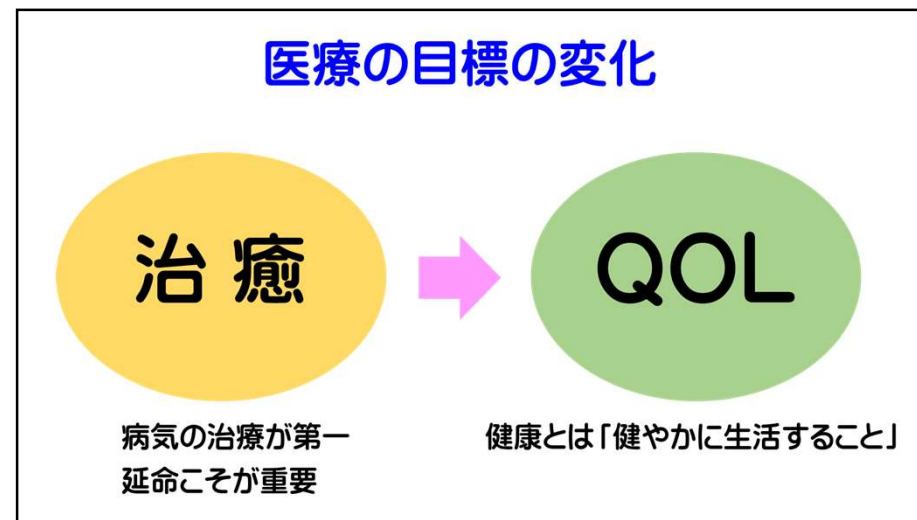 医療の目標の変化
治癒
QOL
病気の治療が第一
延命こそが重要
健康とは「健やかに生活すること」